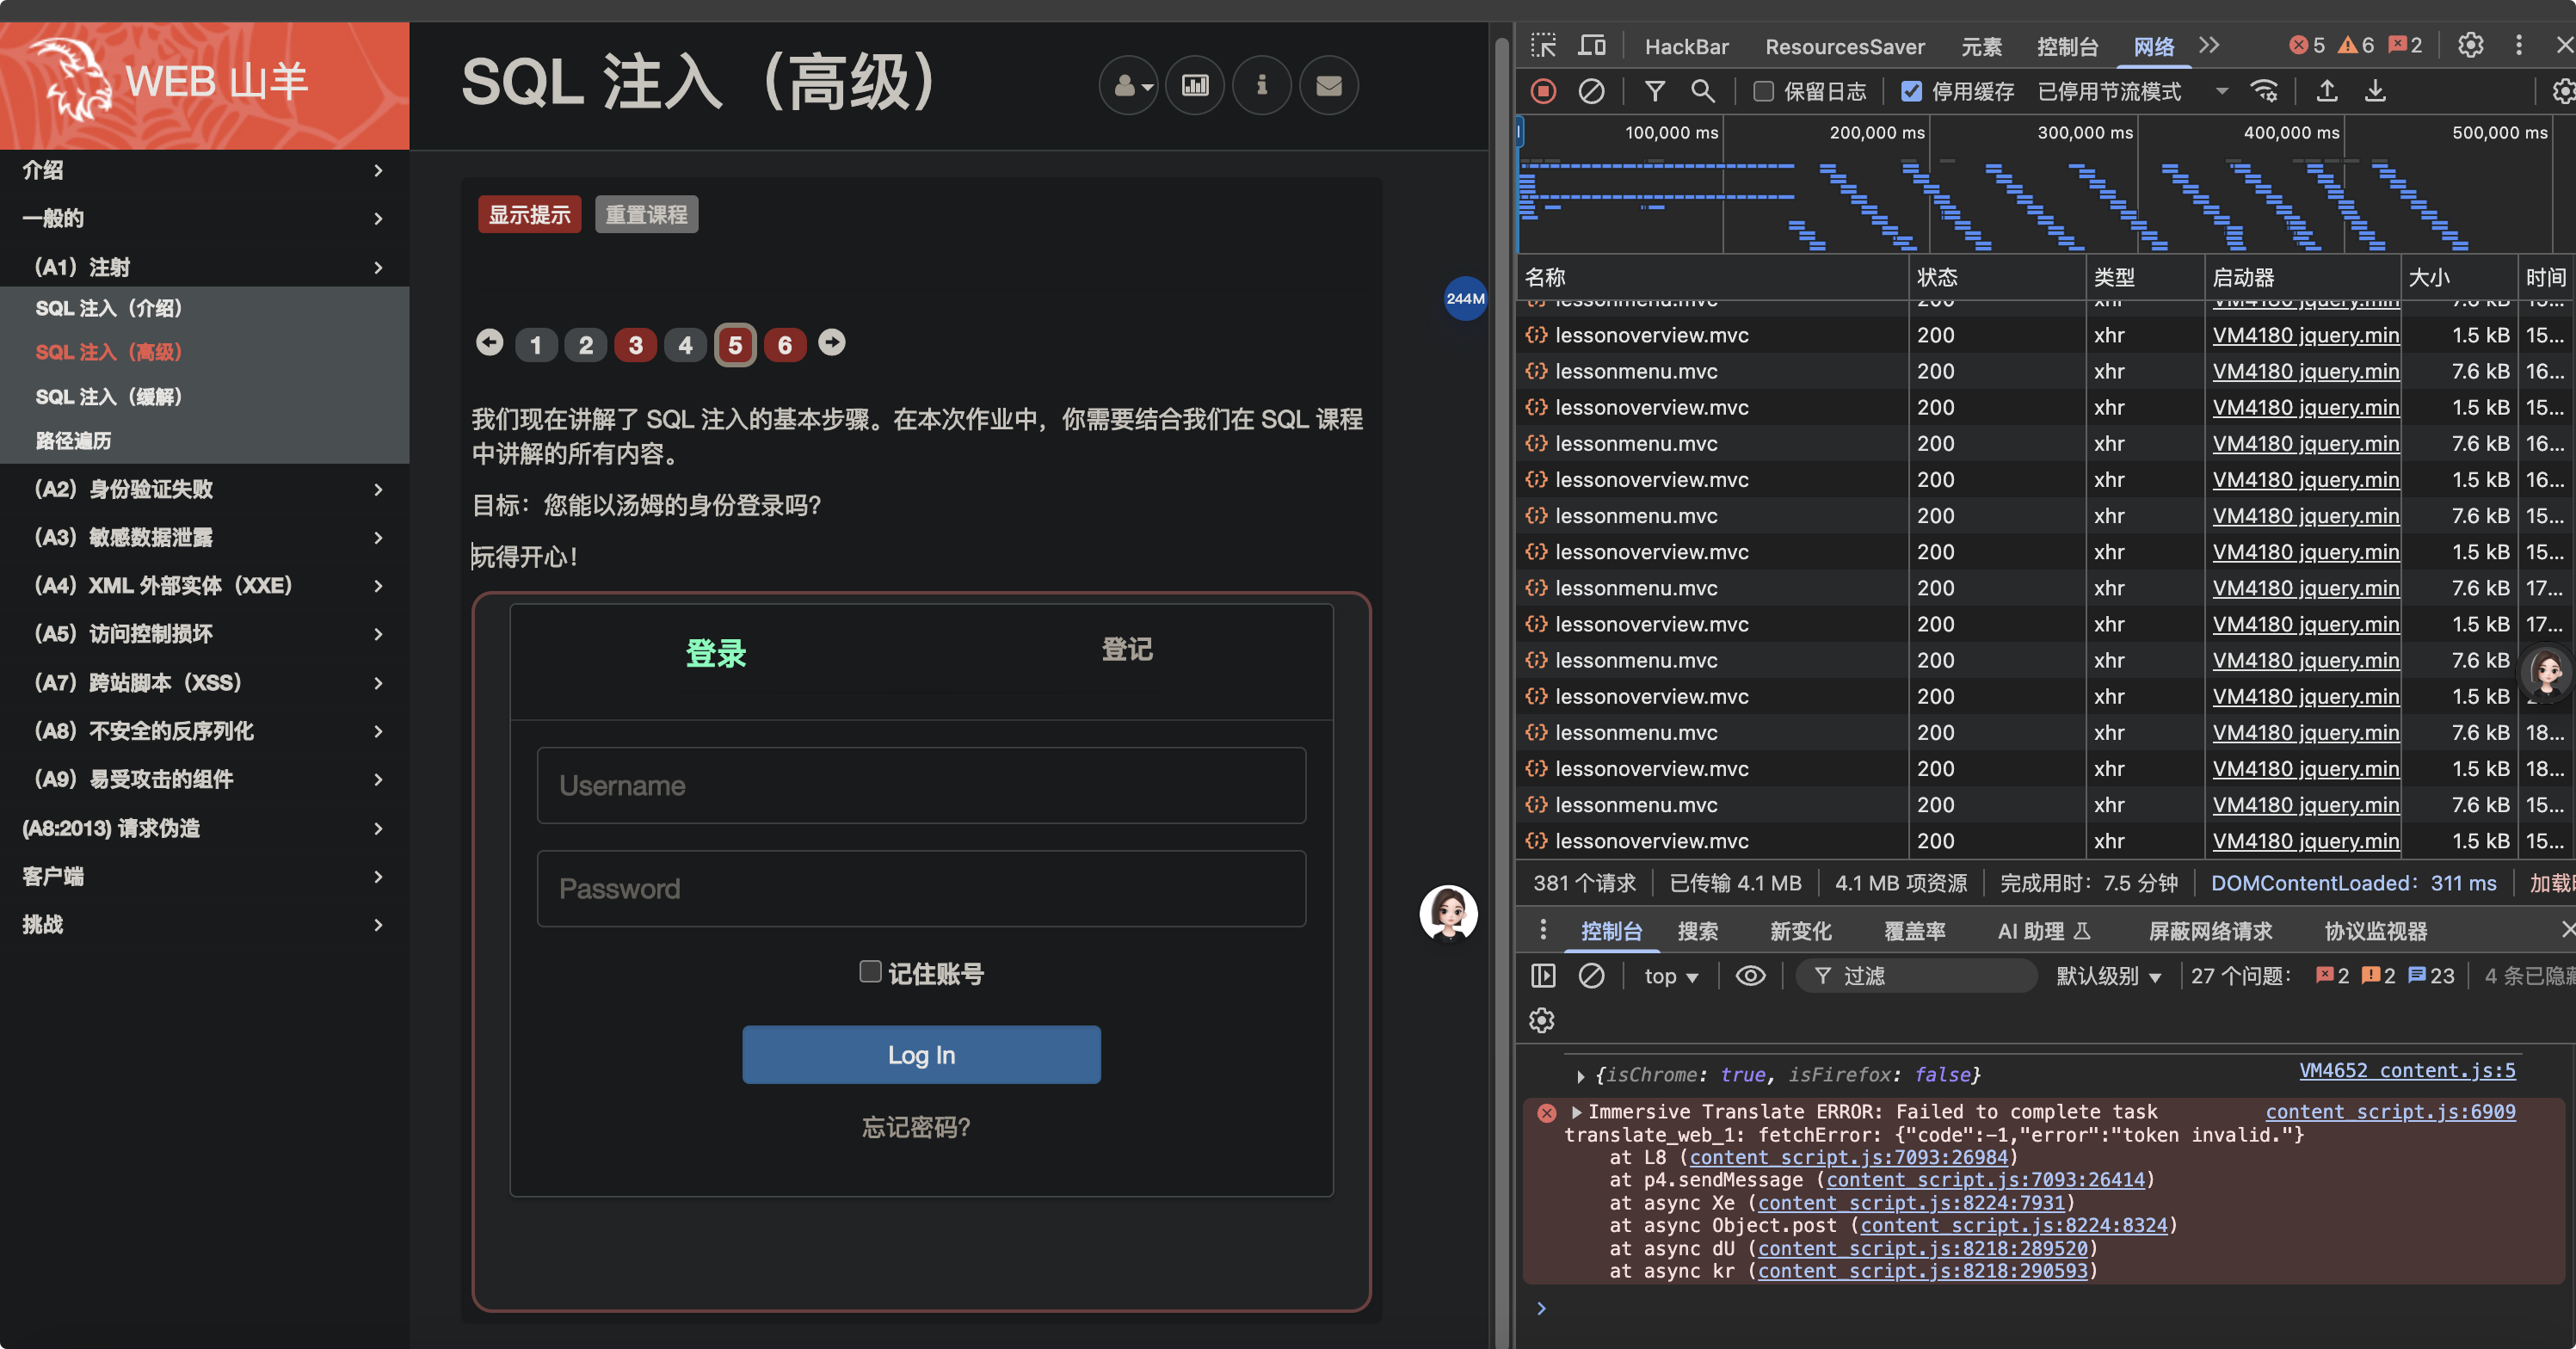 WEB 山羊
介绍
一般的
（A1）注射
SQL 注入（介绍）
SQL 注入（高级）
SQL 注入（缓解）
路径遍历
（A2）身份验证失败
（A3）敏感数据泄露
（A4）XML 外部实体（XXE）
（A5）访问控制损坏
（A7）跨站脚本（XSS）
（A8）不安全的反序列化
（A9）易受攻击的组件
(A8:2013) 请求伪造
客户端
挑战
SQL 注入（高级）
显示提示 重置课程
1 2 3 4 5 6
我们现在讲解了 SQL 注入的基本步骤。在本次作业中，你需要结合我们在 SQL 课程
中讲解的所有内容。
目标：您能以汤姆的身份登录吗？
玩得开心！
登录 登记
Username
Password
记住账号
Log In
忘记密码？
244M
HackBar ResourcesSaver 元素 控制台 网络 5 6 2
保留日志 停用缓存 已停用节流模式
100,000 ms 200,000 ms 300,000 ms 400,000 ms 500,000 ms
名称 状态 类型 启动器 大小 时间
lessonmenu.mvc 200 xhr VM4180 jquery.min 7.6 kB 15...
lessonoverview.mvc 200 xhr VM4180 jquery.min 1.5 kB 15...
lessonmenu.mvc 200 xhr VM4180 jquery.min 7.6 kB 16...
lessonoverview.mvc 200 xhr VM4180 jquery.min 1.5 kB 15...
lessonmenu.mvc 200 xhr VM4180 jquery.min 7.6 kB 16...
lessonoverview.mvc 200 xhr VM4180 jquery.min 1.5 kB 16...
lessonmenu.mvc 200 xhr VM4180 jquery.min 7.6 kB 15...
lessonoverview.mvc 200 xhr VM4180 jquery.min 1.5 kB 15...
lessonmenu.mvc 200 xhr VM4180 jquery.min 7.6 kB 17...
lessonoverview.mvc 200 xhr VM4180 jquery.min 1.5 kB 17...
lessonmenu.mvc 200 xhr VM4180 jquery.min 7.6 kB
lessonoverview.mvc 200 xhr VM4180 jquery.min 1.5 kB
lessonmenu.mvc 200 xhr VM4180 jquery.min 7.6 kB 18...
lessonoverview.mvc 200 xhr VM4180 jquery.min 1.5 kB 18...
lessonmenu.mvc 200 xhr VM4180 jquery.min 7.6 kB 15...
lessonoverview.mvc 200 xhr VM4180 jquery.min 1.5 kB 15...
381 个请求 已传输 4.1 MB 4.1 MB 项资源 完成用时：7.5 分钟 DOMContentLoaded：311 ms 加载
控制台 搜索 新变化 覆盖率 AI 助理 屏蔽网络请求 协议监视器
top 过滤 默认级别 27 个问题： 2 2 23 4 条已隐藏
{isChrome: true, isFirefox: false} VM4652 content.js:5
Immersive Translate ERROR: Failed to complete task content_script.js:6909
translate_web_1: fetchError: {"code":-1,"error":"token invalid."}
at L8 (content_script.js:7093:26984)
at p4.sendMessage (content_script.js:7093:26414)
at async Xe (content_script.js:8224:7931)
at async Object.post (content_script.js:8224:8324)
at async dU (content_script.js:8218:289520)
at async kr (content_script.js:8218:290593)